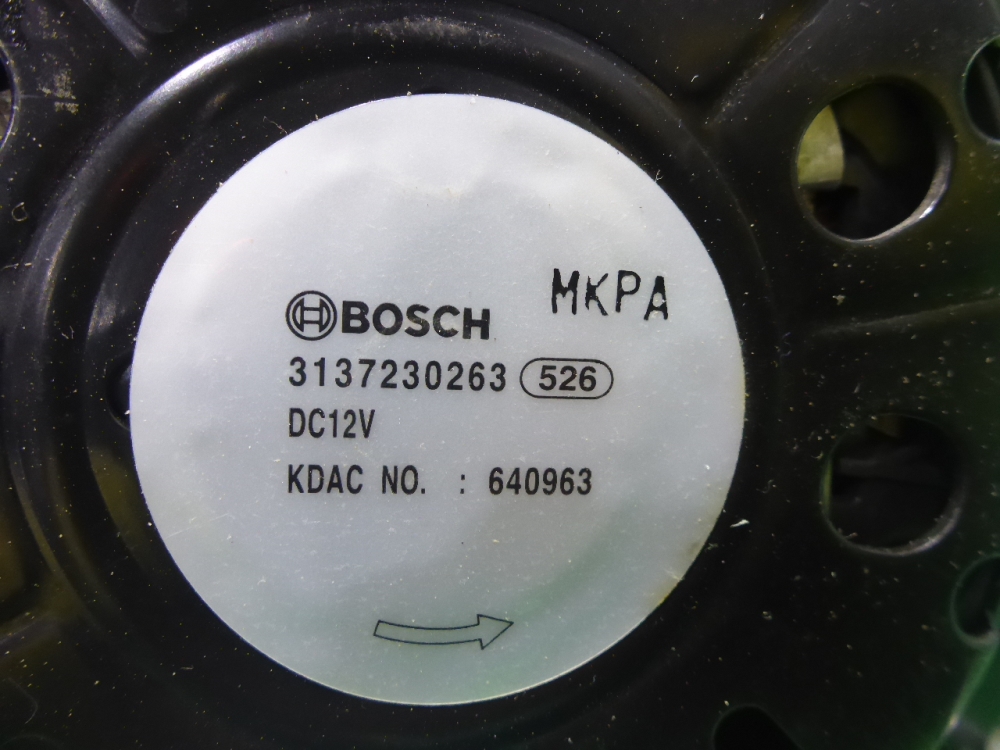 MKPA
BOSCH
3137230263 526
DC12V
KDAC NO. : 640963